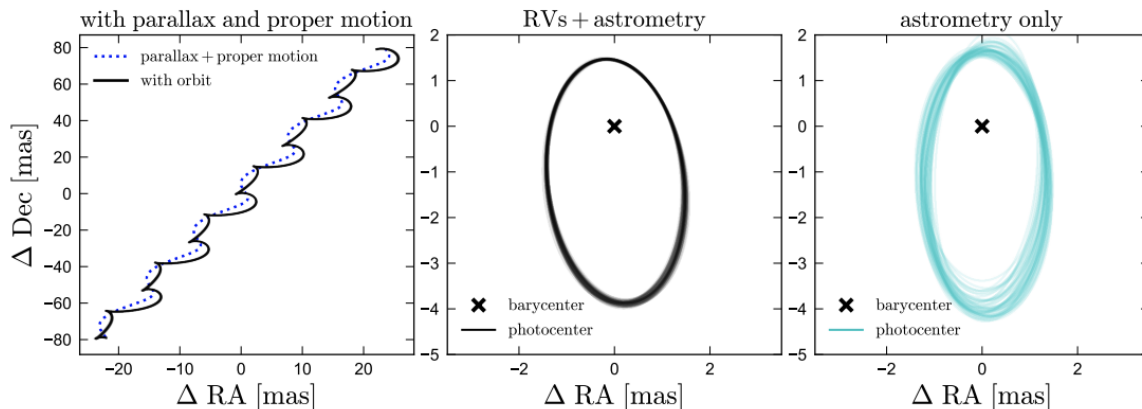 with parallax and proper motion
parallax + proper motion
with orbit
80
60
40
20
0
−20
−40
−60
−80
Δ Dec [mas]
−20
−10
0
10
20
Δ RA [mas]
RVs + astrometry
2
1
0
−1
−2
−3
−4
−5
barycenter
photocenter
−2
0
2
Δ RA [mas]
astrometry only
2
1
0
−1
−2
−3
−4
−5
barycenter
photocenter
−2
0
2
Δ RA [mas]